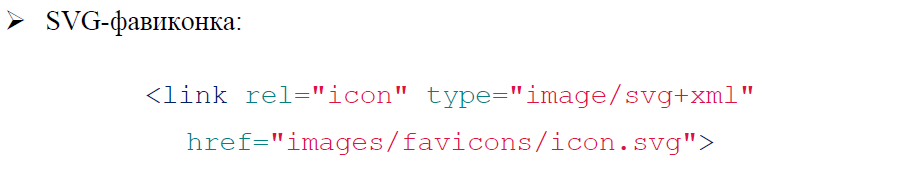 ➢ SVG-фавиконка:
<link rel="icon" type="image/svg+xml"
href="images/favicons/icon.svg">